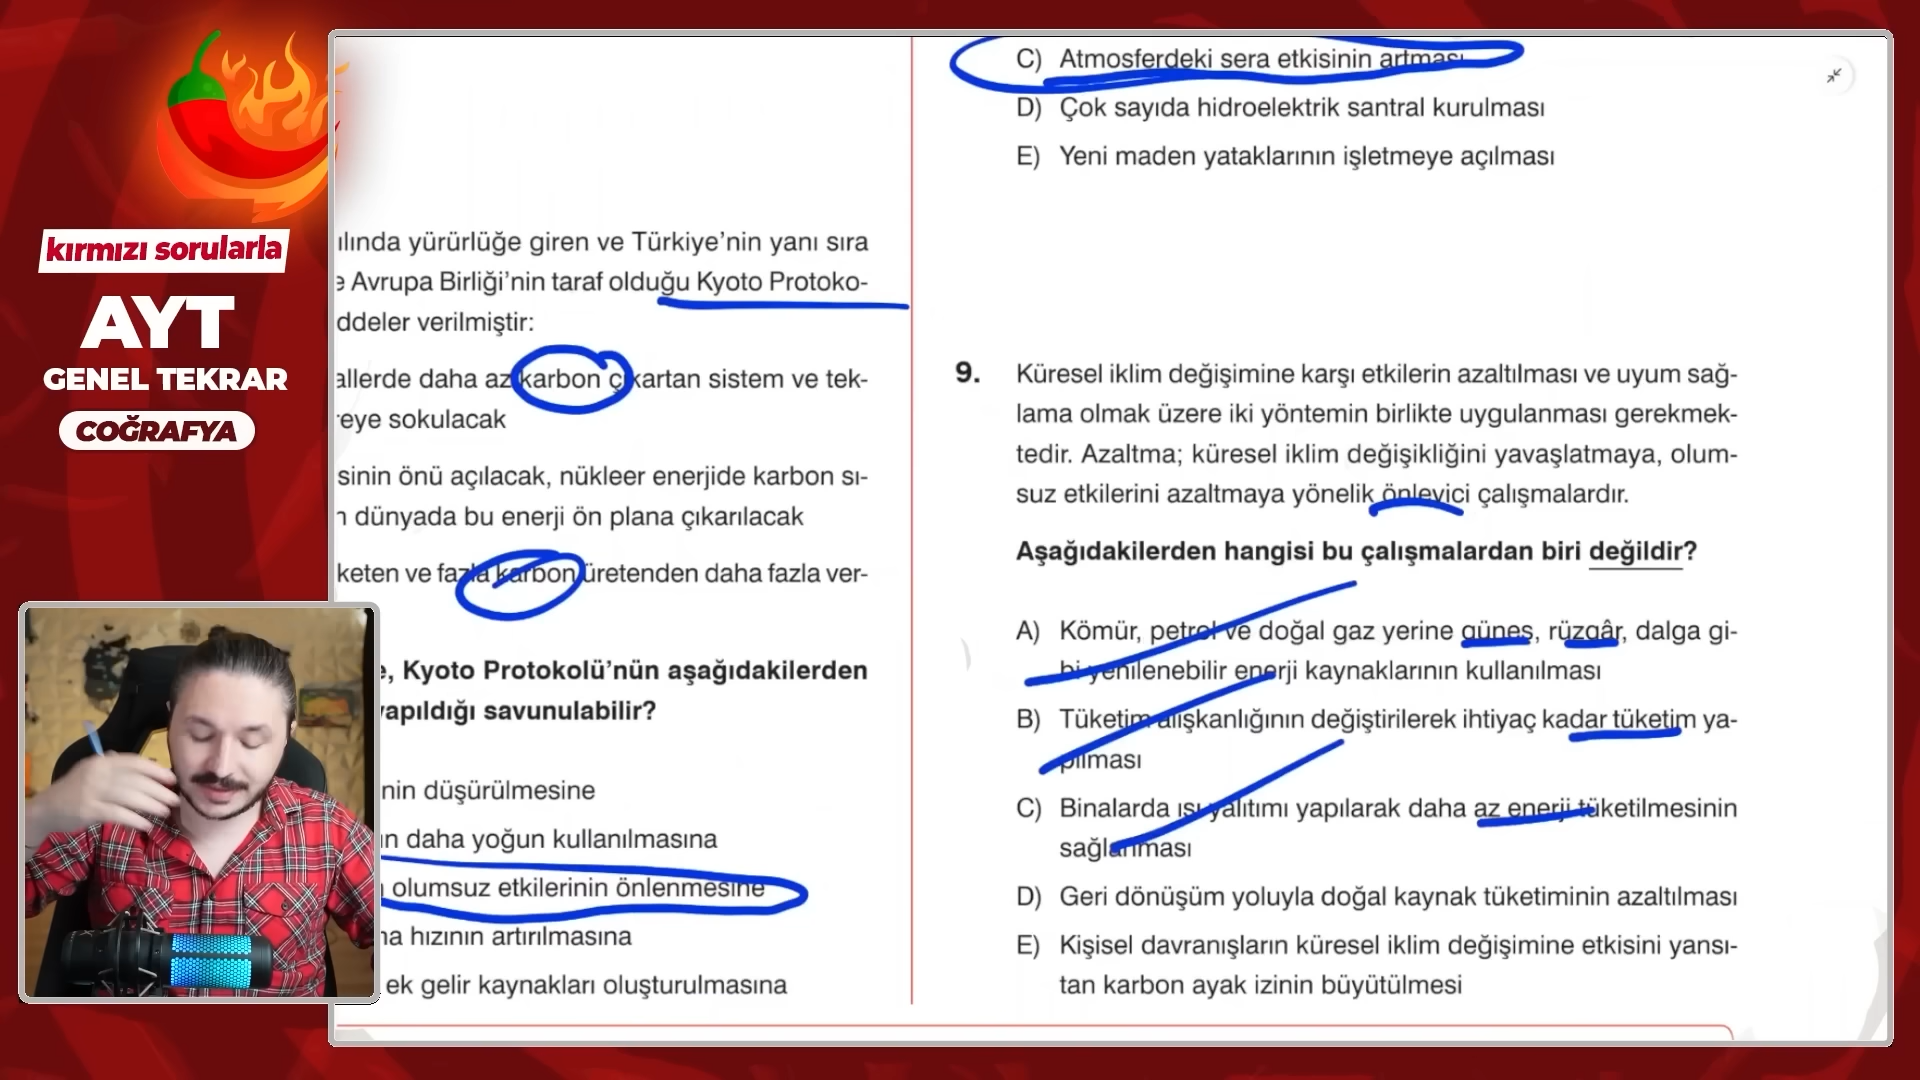 kırmızı sorularla
AYT
GENEL TEKRAR
COĞRAFYA
ılında yürürlüğe giren ve Türkiye’nin yanı sıra
e Avrupa Birliği’nin taraf olduğu Kyoto Protoko-
ddeler verilmiştir:
allerde daha az karbon çıkartan sistem ve tek-
reye sokulacak
sinin önü açılacak, nükleer enerjide karbon sı-
n dünyada bu enerji ön plana çıkarılacak
keten ve fazla karbon üretenden daha fazla ver-
e, Kyoto Protokolü’nün aşağıdakilerden
yapıldığı savunulabilir?
nin düşürülmesine
ın daha yoğun kullanılmasına
olumsuz etkilerinin önlenmesine
na hızının artırılmasına
ek gelir kaynakları oluşturulmasına
C) Atmosferdeki sera etkisinin artması
D) Çok sayıda hidroelektrik santral kurulması
E) Yeni maden yataklarının işletmeye açılması
9. Küresel iklim değişimine karşı etkilerin azaltılması ve uyum sağ-
lama olmak üzere iki yöntemin birlikte uygulanması gerekmek-
tedir. Azaltma; küresel iklim değişikliğini yavaşlatmaya, olum-
suz etkilerini azaltmaya yönelik önleyici çalışmalardır.
Aşağıdakilerden hangisi bu çalışmalardan biri değildir?
A) Kömür, petrol ve doğal gaz yerine güneş, rüzgâr, dalga gi-
bi yenilenebilir enerji kaynaklarının kullanılması
B) Tüketim alışkanlığının değiştirilerek ihtiyaç kadar tüketim ya-
pılması
C) Binalarda ısı yalıtımı yapılarak daha az enerji tüketilmesinin
sağlanması
D) Geri dönüşüm yoluyla doğal kaynak tüketiminin azaltılması
E) Kişisel davranışların küresel iklim değişimine etkisini yansı-
tan karbon ayak izinin büyütülmesi